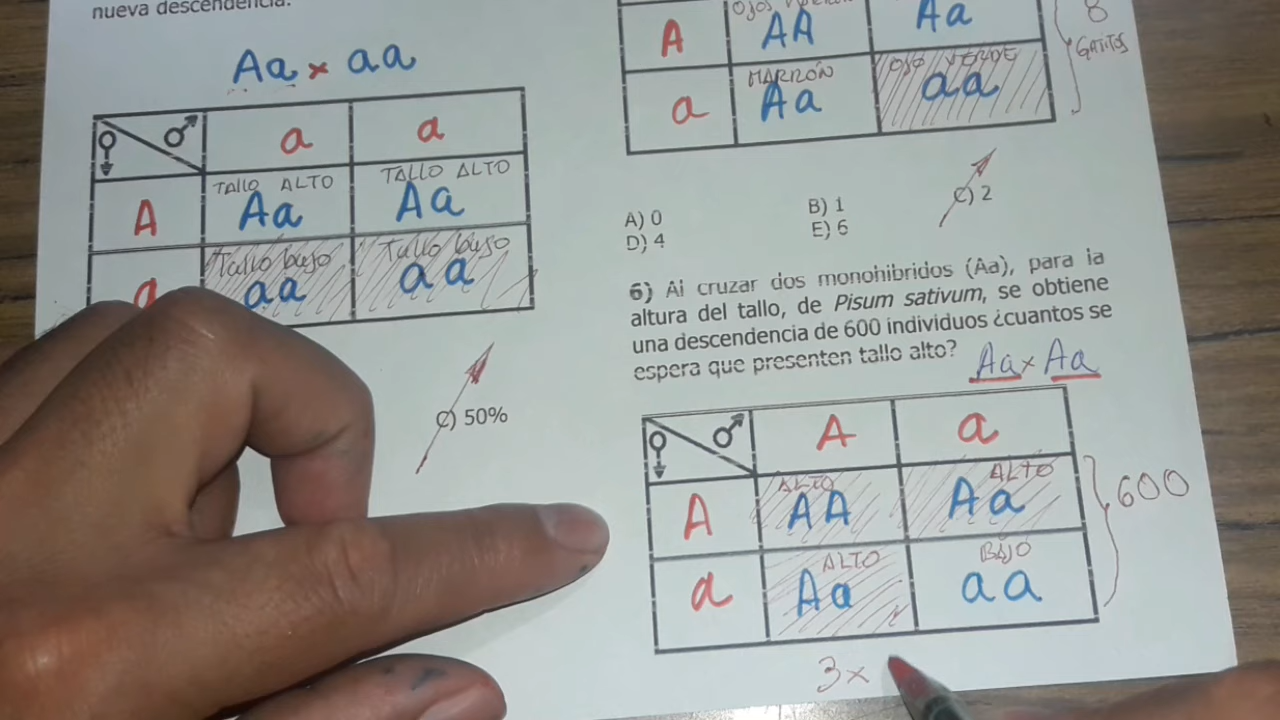 nueva descendencia.
Aa x aa
♀ ♂ a a
TALLO ALTO TALLO ALTO
A Aa Aa
Tallo bajo Tallo bajo
a aa aa
C) 50%
A AA Aa
MARRÓN OJO VERDE
a Aa aa
8
GATITOS
A) 0 B) 1 C) 2
D) 4 E) 6
6) Al cruzar dos monohibridos (Aa), para la
altura del tallo, de Pisum sativum, se obtiene
una descendencia de 600 individuos ¿cuantos se
espera que presenten tallo alto? Aa x Aa
♀ ♂ A a
ALTO ALTO
A AA Aa
600
ALTO BAJO
a Aa aa
3x